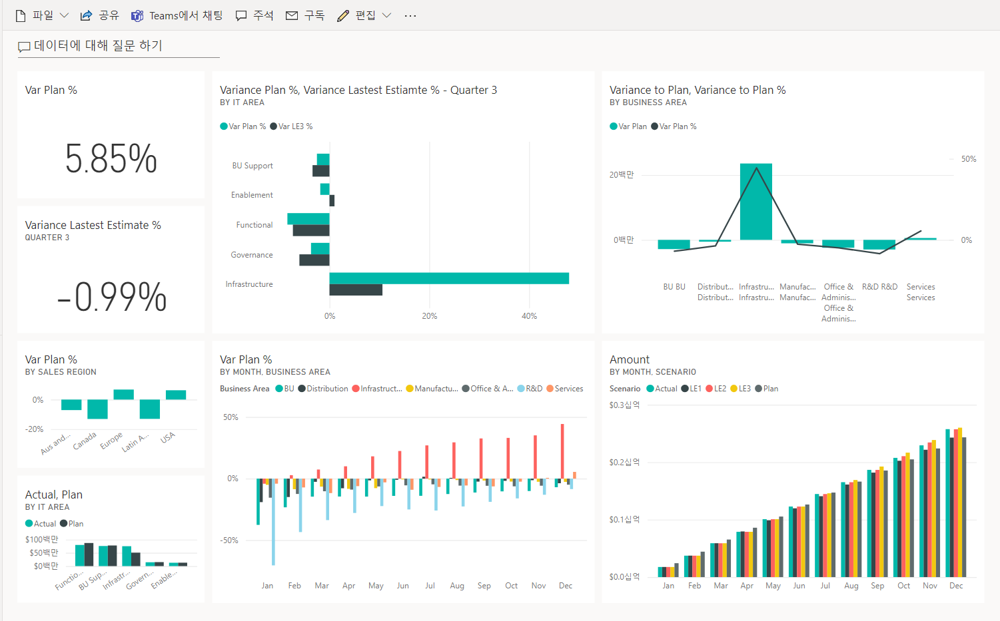 파일 공유 Teams에서 채팅 주석 구독 편집 ...
데이터에 대해 질문 하기
Var Plan %
5.85%
Variance Lastest Estimate %
QUARTER 3
-0.99%
Variance Plan %, Variance Lastest Estiamte % - Quarter 3
BY IT AREA
Var Plan % Var LE3 %
BU Support
Enablement
Functional
Governance
Infrastructure
0% 20% 40%
Variance to Plan, Variance to Plan %
BY BUSINESS AREA
Var Plan Var Plan %
50%
20백만
0백만 0%
BU BU Distribut... Infrastru... Manufac... Office & R&D R&D Services
Distribut... Infrastru... Manufac... Adminis... Services
Office &
Adminis...
Var Plan %
BY SALES REGION
0%
-20%
Aus and... Canada Europe Latin A... USA
Actual, Plan
BY IT AREA
Actual Plan
$100백만
$50백만
$0백만
Functio... BU Sup... Infrastr... Govern... Enable...
Var Plan %
BY MONTH, BUSINESS AREA
Business Area BU Distribution Infrastruct... Manufactu... Office & A... R&D Services
50%
0%
-50%
Jan Feb Mar Apr May Jun Jul Aug Sep Oct Nov Dec
Amount
BY MONTH, SCENARIO
Scenario Actual LE1 LE2 LE3 Plan
$0.3십억
$0.2십억
$0.1십억
$0.0십억
Jan Feb Mar Apr May Jun Jul Aug Sep Oct Nov Dec